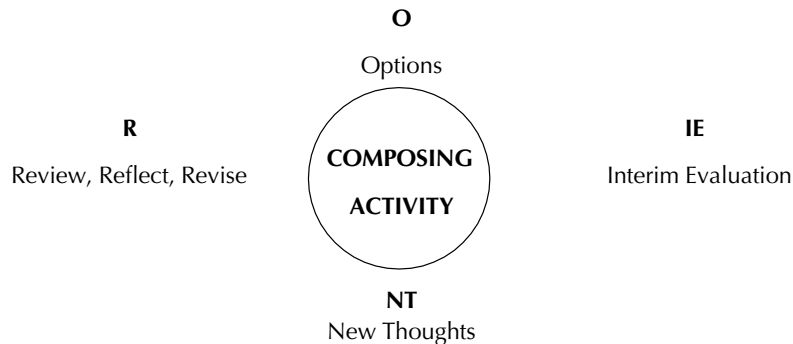 O
Options
R
IE
COMPOSING
Review, Reflect, Revise
Interim Evaluation
ACTIVITY
NT
New Thoughts